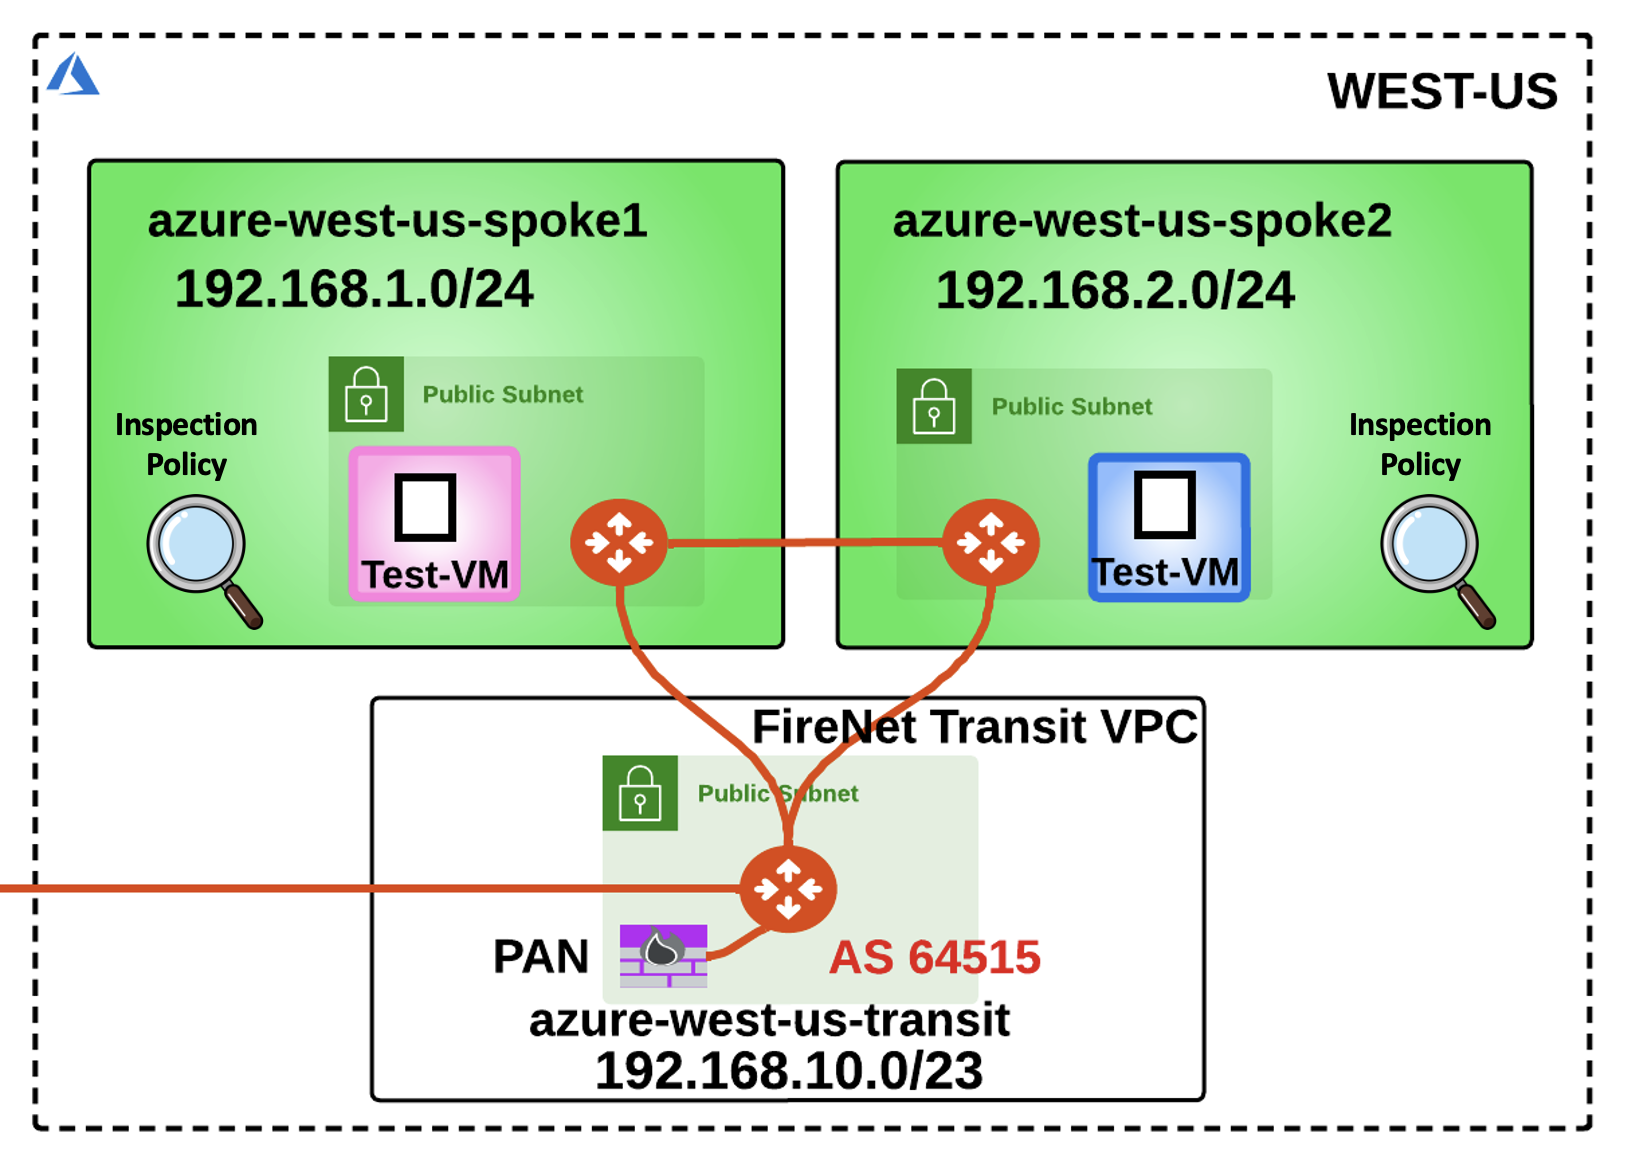 WEST-US
azure-west-us-spoke1
192.168.1.0/24
Public Subnet
Inspection
Policy
Test-VM
azure-west-us-spoke2
192.168.2.0/24
Public Subnet
Inspection
Policy
Test-VM
FireNet Transit VPC
Public Subnet
PAN
AS 64515
azure-west-us-transit
192.168.10.0/23